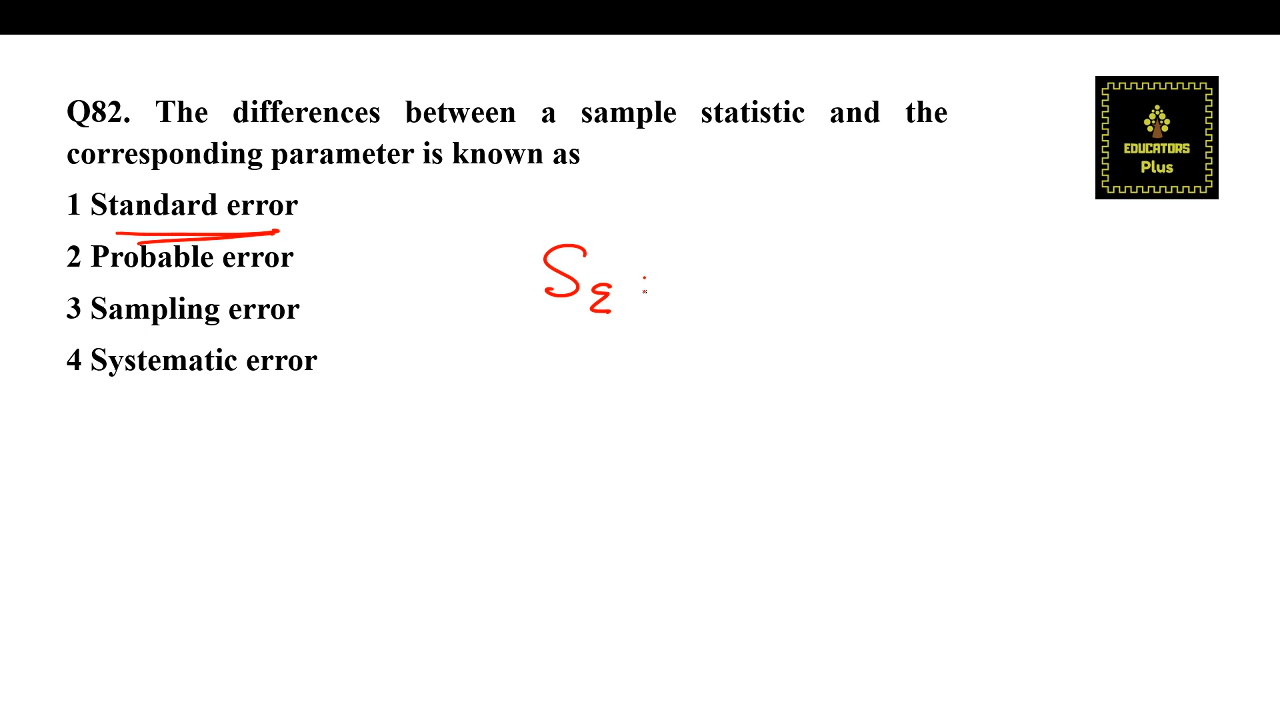 Q82. The differences between a sample statistic and the
corresponding parameter is known as
1 Standard error
2 Probable error
3 Sampling error
4 Systematic error
SE :
EDUCATORS
Plus